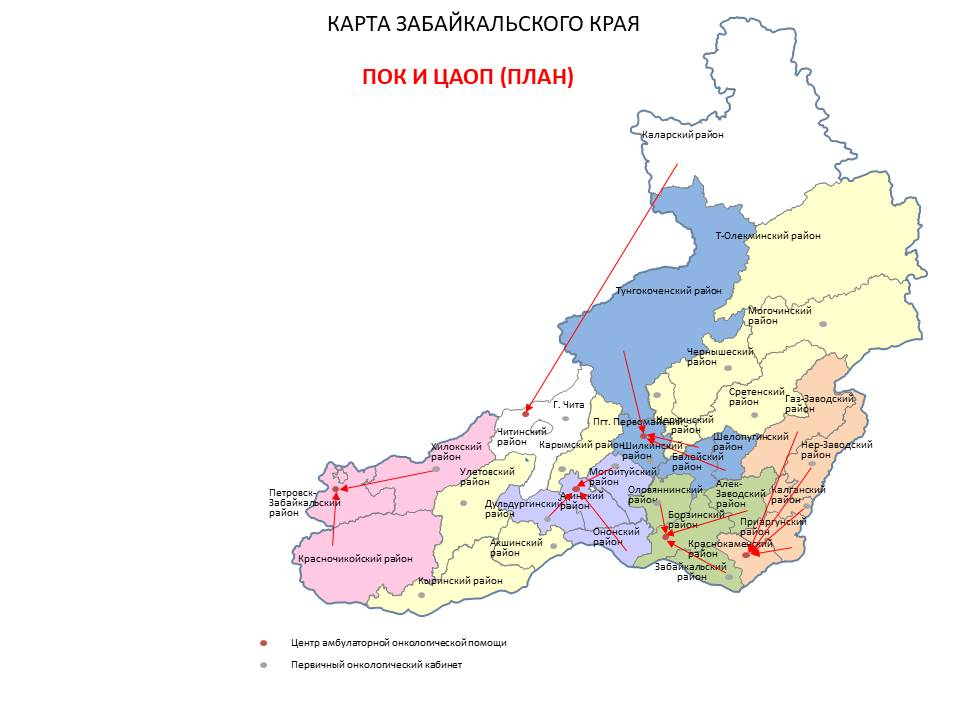 КАРТА ЗАБАЙКАЛЬСКОГО КРАЯ
ПОК И ЦАОП (ПЛАН)
Каларский район
Т-Олекминский район
Тунгокоченский район
Могочинский
район
Чернышеский
район
Сретенский
район
Газ-Заводский
район
Г. Чита
Читинский
район
Пгт. Первомайский
район
Карымский район
Шилкинский
район
Шелопугинский
район
Балейский
район
Нер-Заводский
район
Хилокский
район
Улетовский
район
Могойтуйский
район
Агинский
район
Дульдургинский
район
Оловяннинский
район
Алек-
Заводский
район
Калганский
район
Петровск-
Забайкальский
район
Борзинский
район
Приаргунский
район
Ононский
район
Акшинский
район
Краснокаменский
район
Красночикойский район
Забайкальский
район
Кыринский район
Центр амбулаторной онкологической помощи
Первичный онкологический кабинет